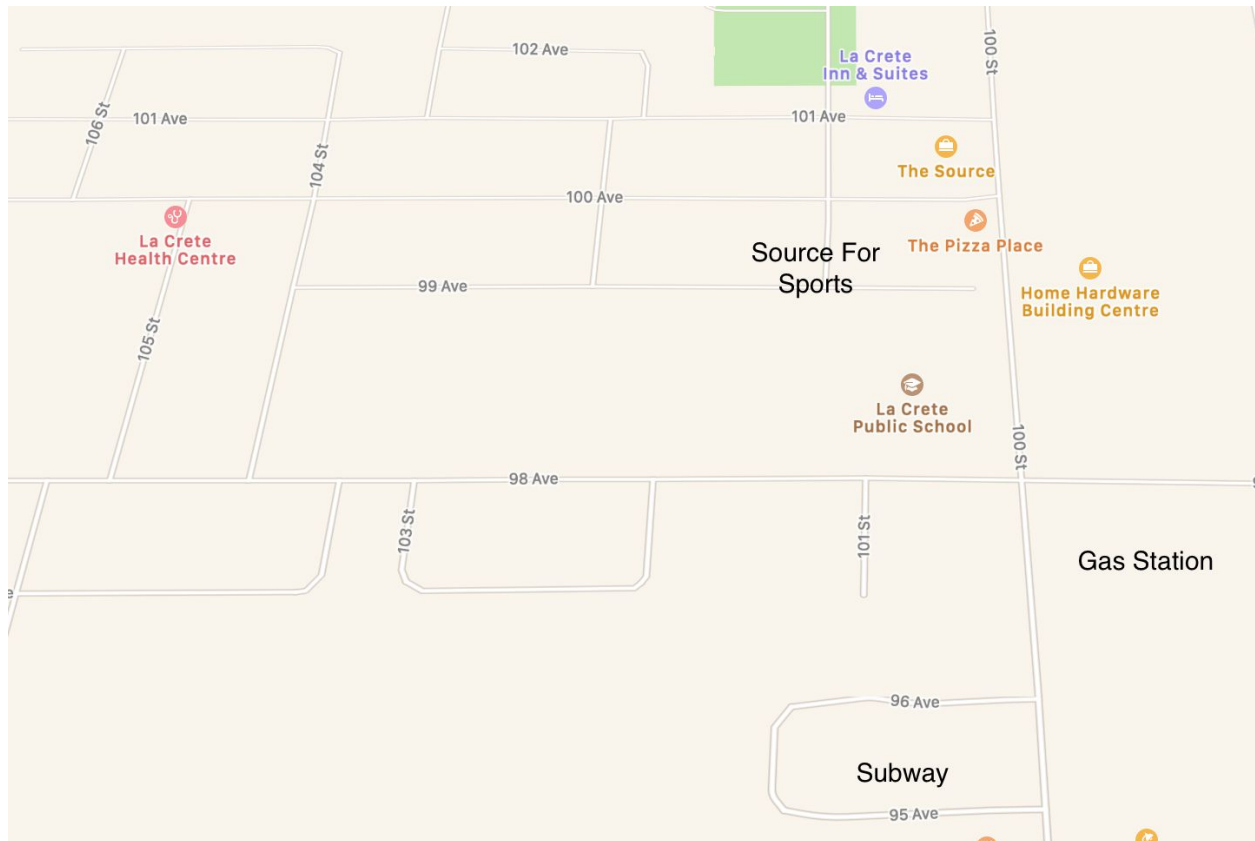 102 Ave
100 St
La Crete
Inn & Suites
106 St
101 Ave
101 Ave
104 St
The Source
100 Ave
La Crete
Health Centre
Source For
Sports
The Pizza Place
99 Ave
Home Hardware
Building Centre
105 St
La Crete
Public School
100 St
98 Ave
103 St
101 St
Gas Station
96 Ave
Subway
95 Ave